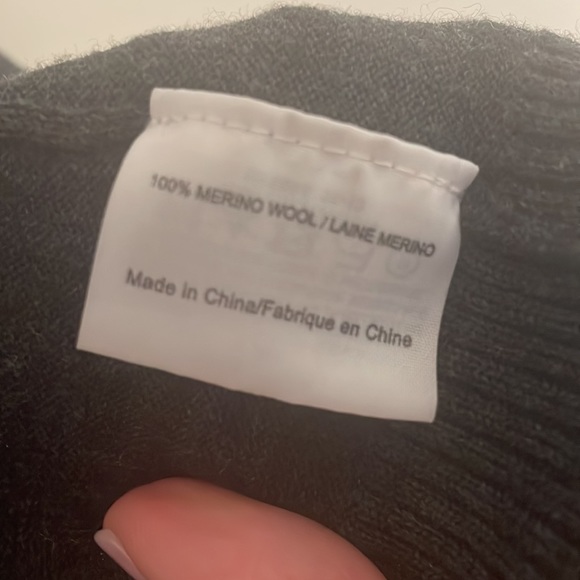 100% MERINO WOOL / LAINE MERINO
Made in China/Fabrique en Chine